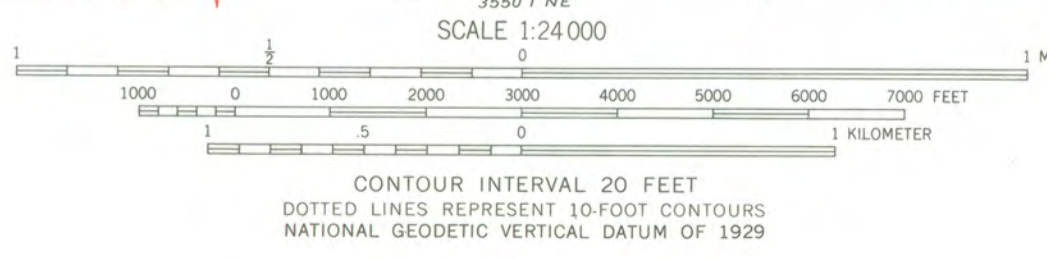 3550 I NE
SCALE 1:24 000
1 ½ 0 1 M
1000 0 1000 2000 3000 4000 5000 6000 7000 FEET
1 .5 0 1 KILOMETER
CONTOUR INTERVAL 20 FEET
DOTTED LINES REPRESENT 10-FOOT CONTOURS
NATIONAL GEODETIC VERTICAL DATUM OF 1929